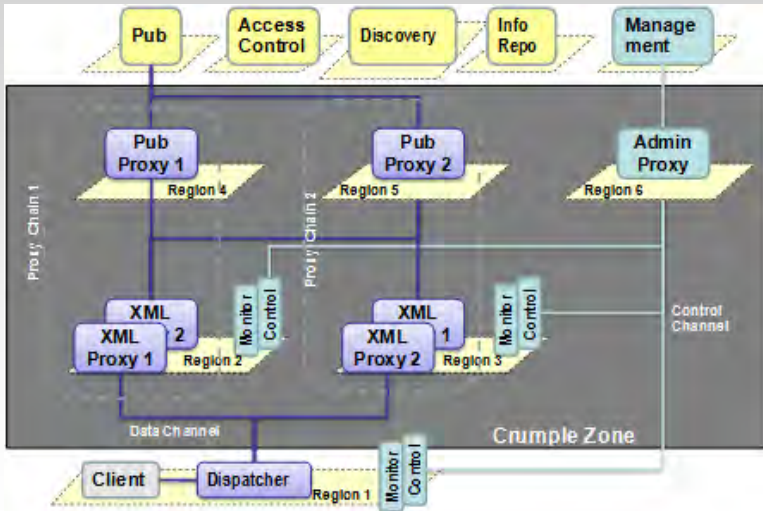 Pub
Access
Control
Discovery
Info
Repo
Manage
ment
Pub
Proxy 1
Region 4
Pub
Proxy 2
Region 5
Admin
Proxy
Region 6
Proxy Chain 1
Proxy Chain 2
XML
2
XML
Proxy 1
Region 2
Monitor
Control
XML
1
XML
Proxy 2
Region 3
Monitor
Control
Control
Channel
Data Channel
Crumple Zone
Client
Dispatcher
Region 1
Monitor
Control